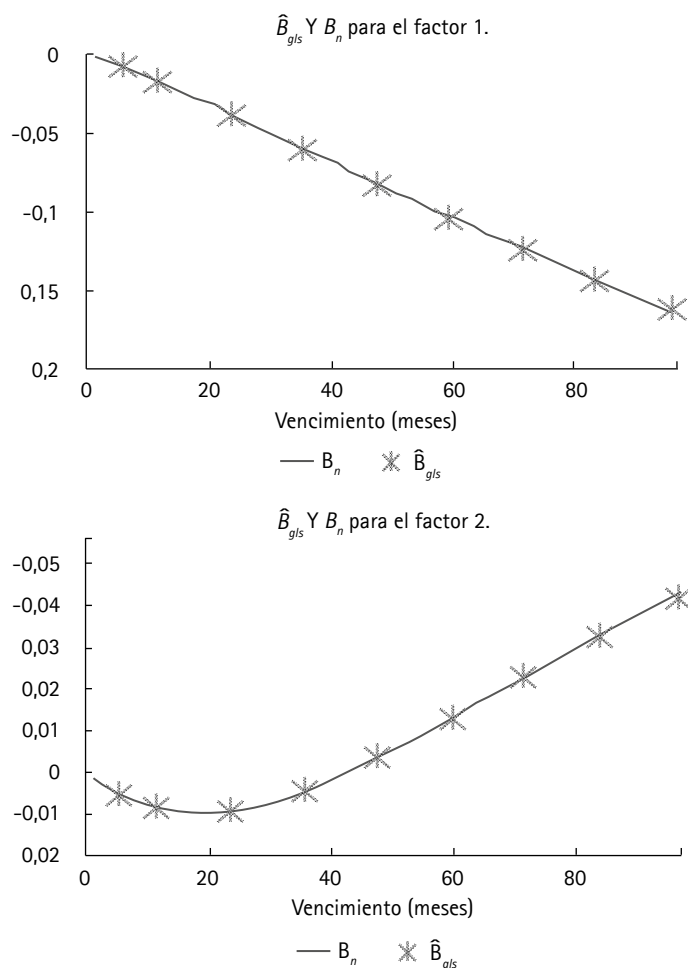 B̂gls Y Bn para el factor 1.
0
-0,05
-0,1
0,15
0,2
0 20 40 60 80
Vencimiento (meses)
Bn B̂gls
B̂gls Y Bn para el factor 2.
-0,05
-0,04
0,03
0,02
0,01
0
-0,01
0,02
0 20 40 60 80
Vencimiento (meses)
Bn B̂gls